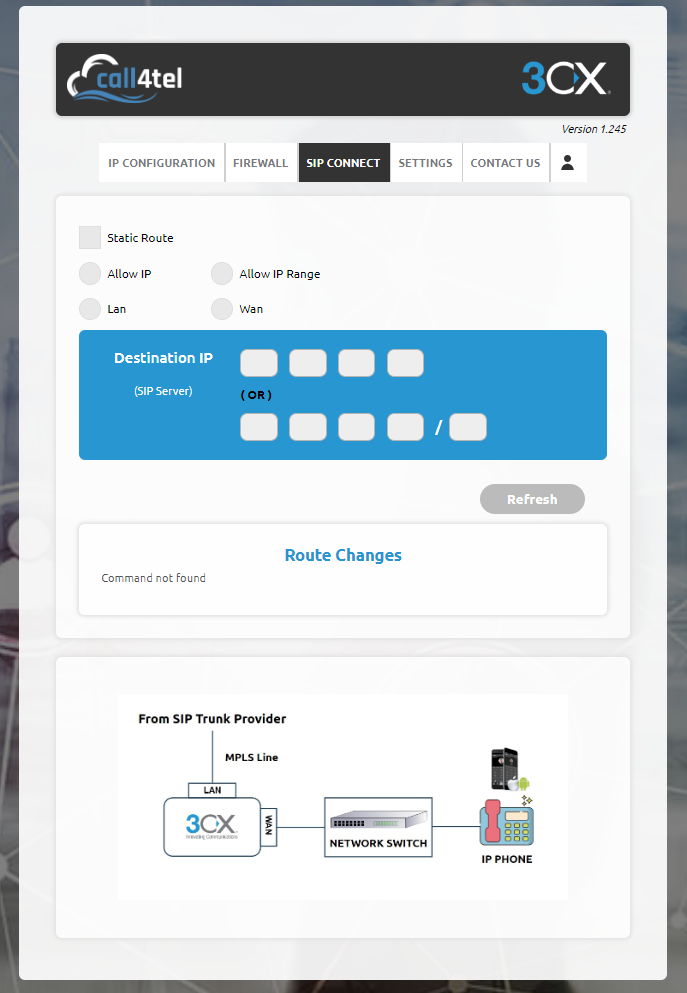 call4tel
3CX
Version 1.245
IP CONFIGURATION
FIREWALL
SIP CONNECT
SETTINGS
CONTACT US
Static Route
Allow IP
Allow IP Range
Lan
Wan
Destination IP
(SIP Server)
( OR )
/
Refresh
Route Changes
Command not found
From SIP Trunk Provider
MPLS Line
LAN
3CX
WAN
NETWORK SWITCH
IP PHONE